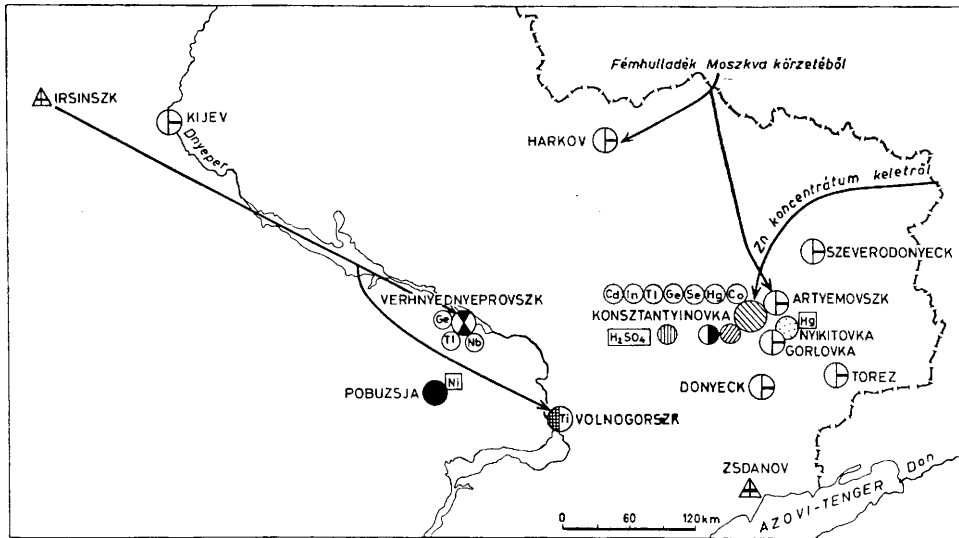 Fémhulladék Moszkva körzetéből
IRSINSZK
KIJEV
Dnyeper
HARKOV
Zn koncentrátum keletről
SZEVERODONYECK
VERHNYEDNYEPROVSZK
Cd In Tl Ge Se Hg Co
ARTYEMOVSZK
KONSZTANTYINOVKA
Ge
Tl
Nb
H₂SO₄
Hg
NYIKITOVKA
GORLOVKA
Ni
POBUZSJA
DONYECK
TOREZ
Ti
VOLNOGORSZK
ZSDANOV
Don
AZOVI-TENGER
0 60 120km